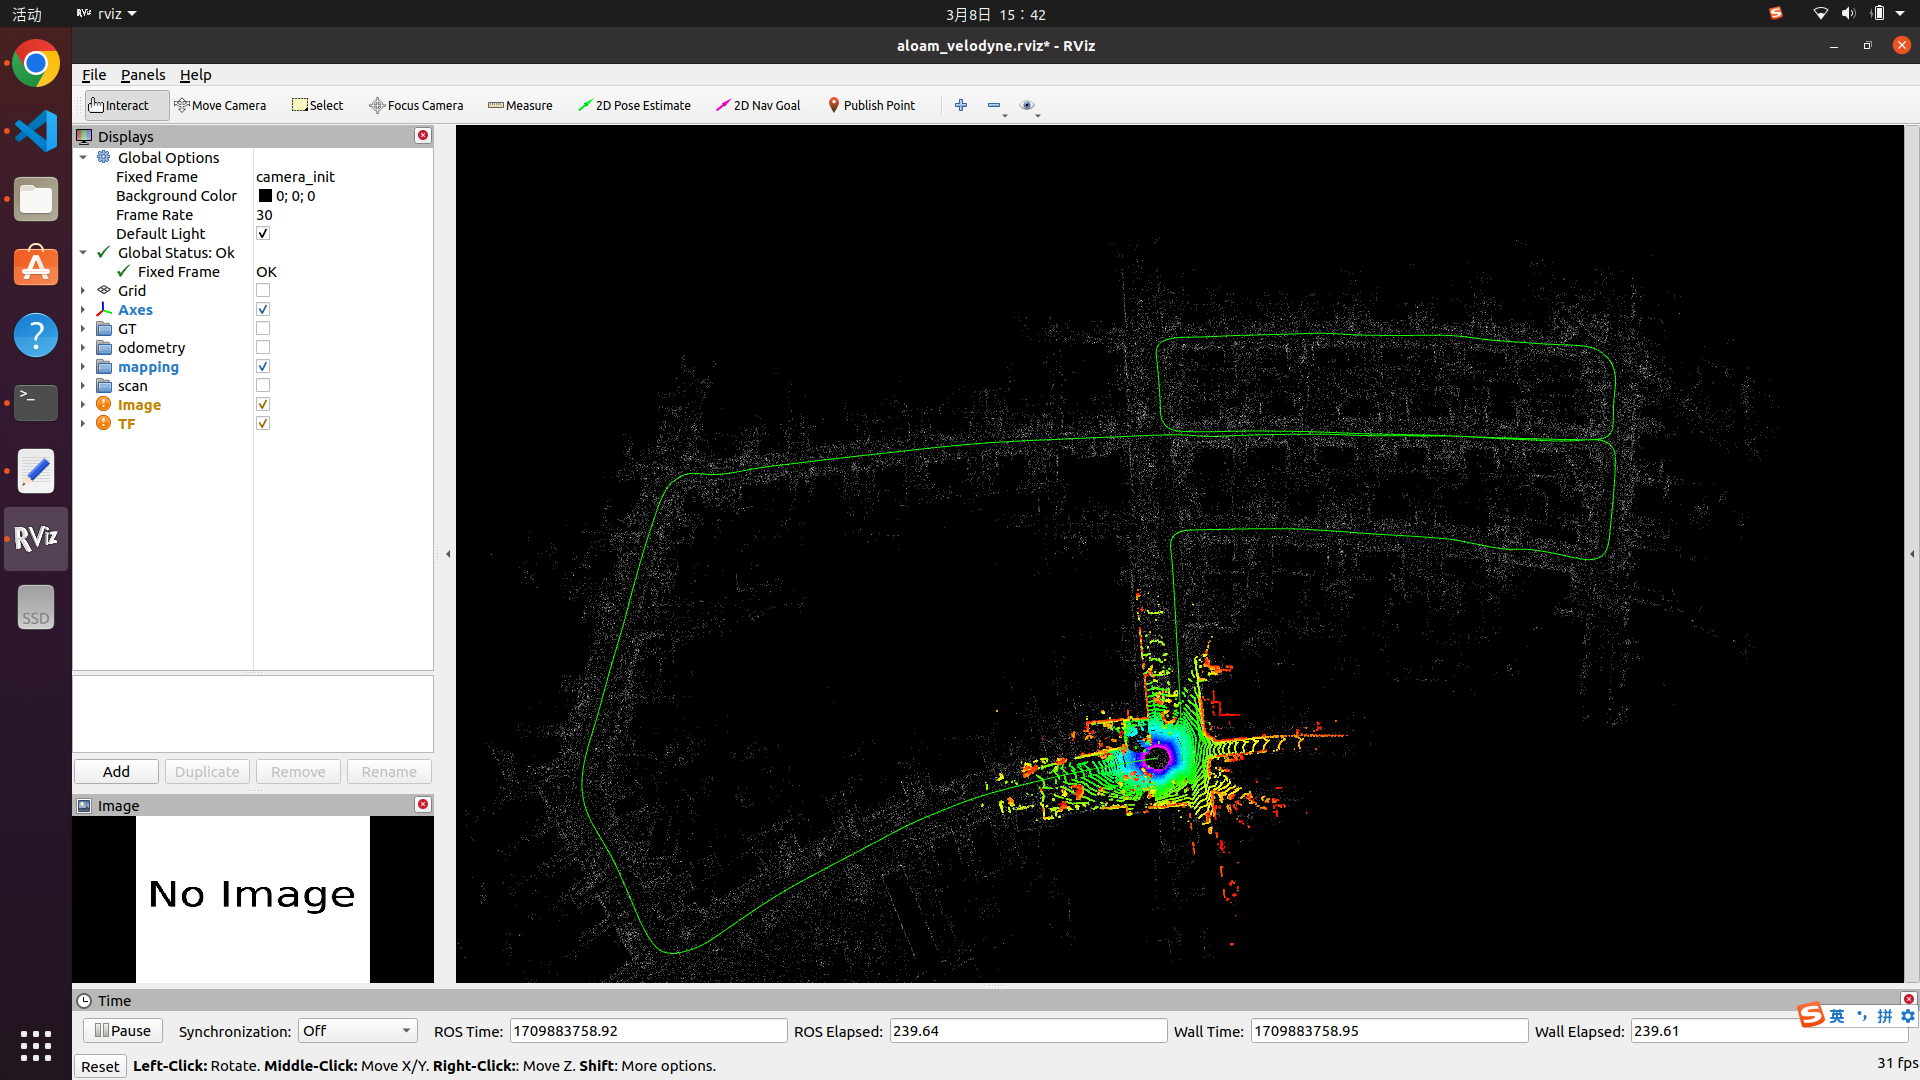 活动
RViz rviz
3月8日 15：42
aloam_velodyne.rviz* - RViz
File Panels Help
Interact Move Camera Select Focus Camera Measure 2D Pose Estimate 2D Nav Goal Publish Point
Displays
Global Options
Fixed Frame camera_init
Background Color 0; 0; 0
Frame Rate 30
Default Light
Global Status: Ok
Fixed Frame OK
Grid
Axes
GT
odometry
mapping
scan
Image
TF
RViz
SSD
Add Duplicate Remove Rename
Image
No Image
Time
Pause Synchronization: Off ROS Time: 1709883758.92 ROS Elapsed: 239.64 Wall Time: 1709883758.95 Wall Elapsed: 239.61
英 拼
Reset Left-Click: Rotate. Middle-Click: Move X/Y. Right-Click:: Move Z. Shift: More options.
31 fps